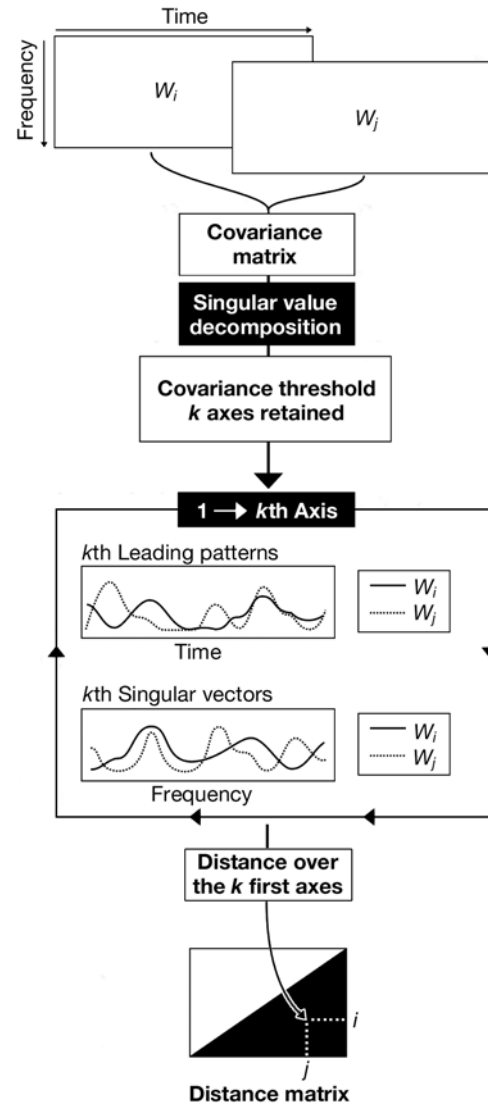 Time
Frequency
Wi
Wj
Covariance
matrix
Singular value
decomposition
Covariance threshold
k axes retained
1 → kth Axis
kth Leading patterns
Wi
Wj
Time
kth Singular vectors
Wi
Wj
Frequency
Distance over
the k first axes
i
j
Distance matrix